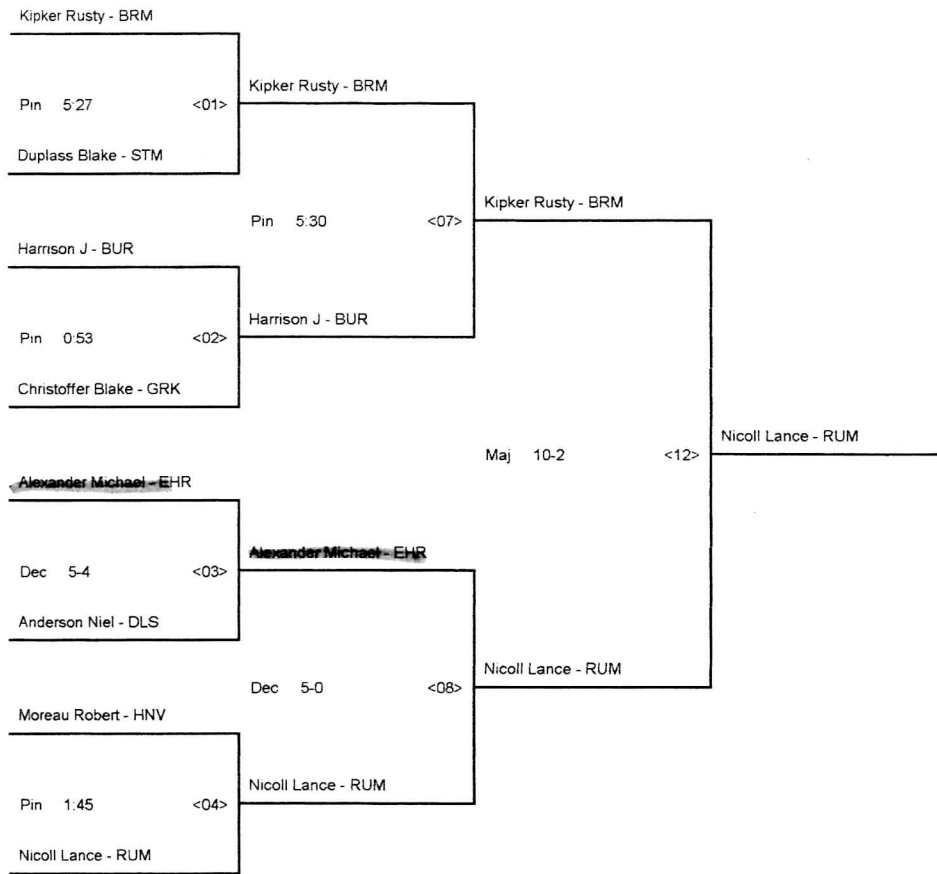 Kipker Rusty - BRM
Pin 5:27 <01>
Duplass Blake - STM
Kipker Rusty - BRM
Harrison J - BUR
Pin 0:53 <02>
Christoffer Blake - GRK
Pin 5:30 <07>
Harrison J - BUR
Kipker Rusty - BRM
Alexander Michael - EHR
Dec 5-4 <03>
Anderson Niel - DLS
Alexander Michael - EHR
Moreau Robert - HNV
Pin 1:45 <04>
Nicoll Lance - RUM
Dec 5-0 <08>
Nicoll Lance - RUM
Nicoll Lance - RUM
Maj 10-2 <12>
Nicoll Lance - RUM